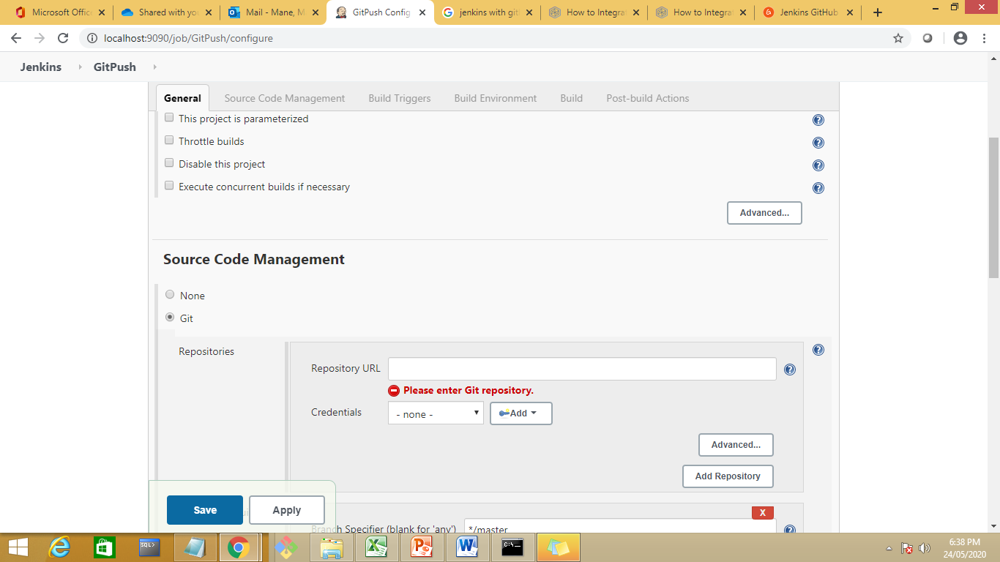 Microsoft Offic
Shared with you
Mail - Mane, M
GitPush Config
jenkins with git
How to Integra
How to Integra
Jenkins GitHub
localhost:9090/job/GitPush/configure
Jenkins
GitPush
General
Source Code Management
Build Triggers
Build Environment
Build
Post-build Actions
This project is parameterized
Throttle builds
Disable this project
Execute concurrent builds if necessary
Advanced...
Source Code Management
None
Git
Repositories
Repository URL
Please enter Git repository.
Credentials
- none -
Add
Advanced...
Add Repository
Save
Apply
X
Branch Specifier (blank for 'any')
*/master
SQL>
C:\
6:38 PM
24/05/2020